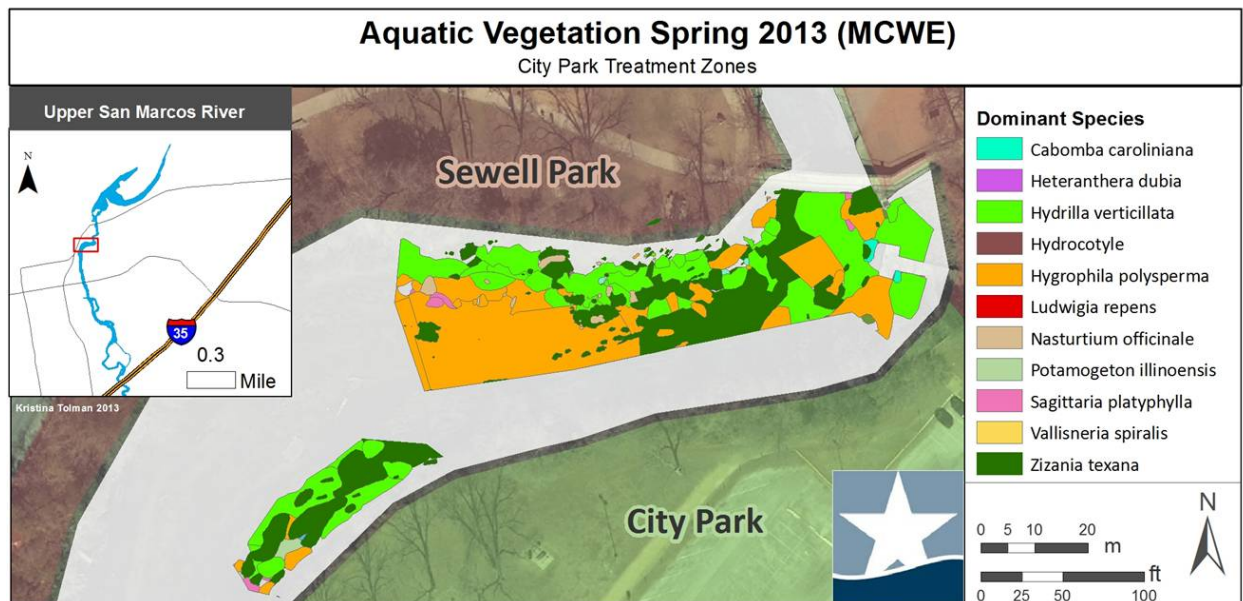 Aquatic Vegetation Spring 2013 (MCWE)
City Park Treatment Zones
Upper San Marcos River
N
35
0.3
Mile
Kristina Tolman 2013
Sewell Park
City Park
Dominant Species
Cabomba caroliniana
Heteranthera dubia
Hydrilla verticillata
Hydrocotyle
Hygrophila polysperma
Ludwigia repens
Nasturtium officinale
Potamogeton illinoensis
Sagittaria platyphylla
Vallisneria spiralis
Zizania texana
N
0 5 10 20
m
ft
0 25 50 100